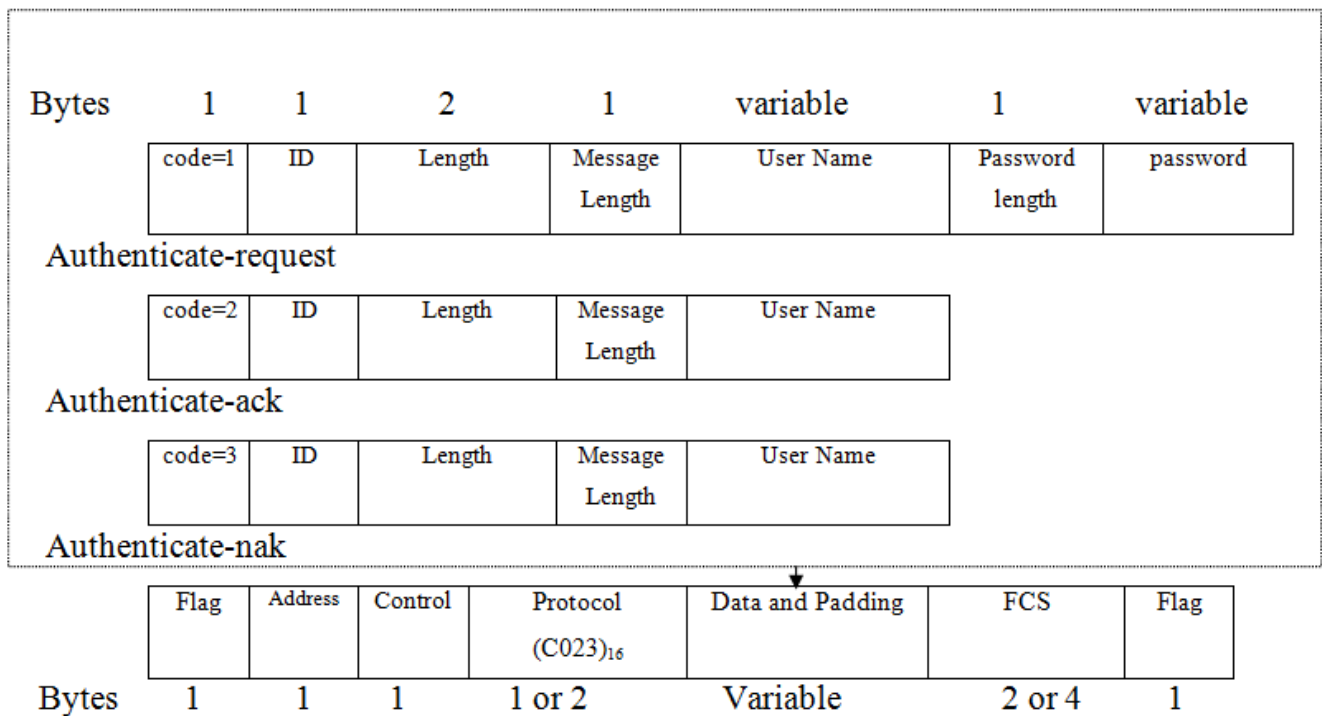 Bytes 1 1 2 1 variable 1 variable
code=1 ID Length Message User Name Password password
Length length
Authenticate-request
code=2 ID Length Message User Name
Length
Authenticate-ack
code=3 ID Length Message User Name
Length
Authenticate-nak
Flag Address Control Protocol Data and Padding FCS Flag
(C023)₁₆
Bytes 1 1 1 1 or 2 Variable 2 or 4 1